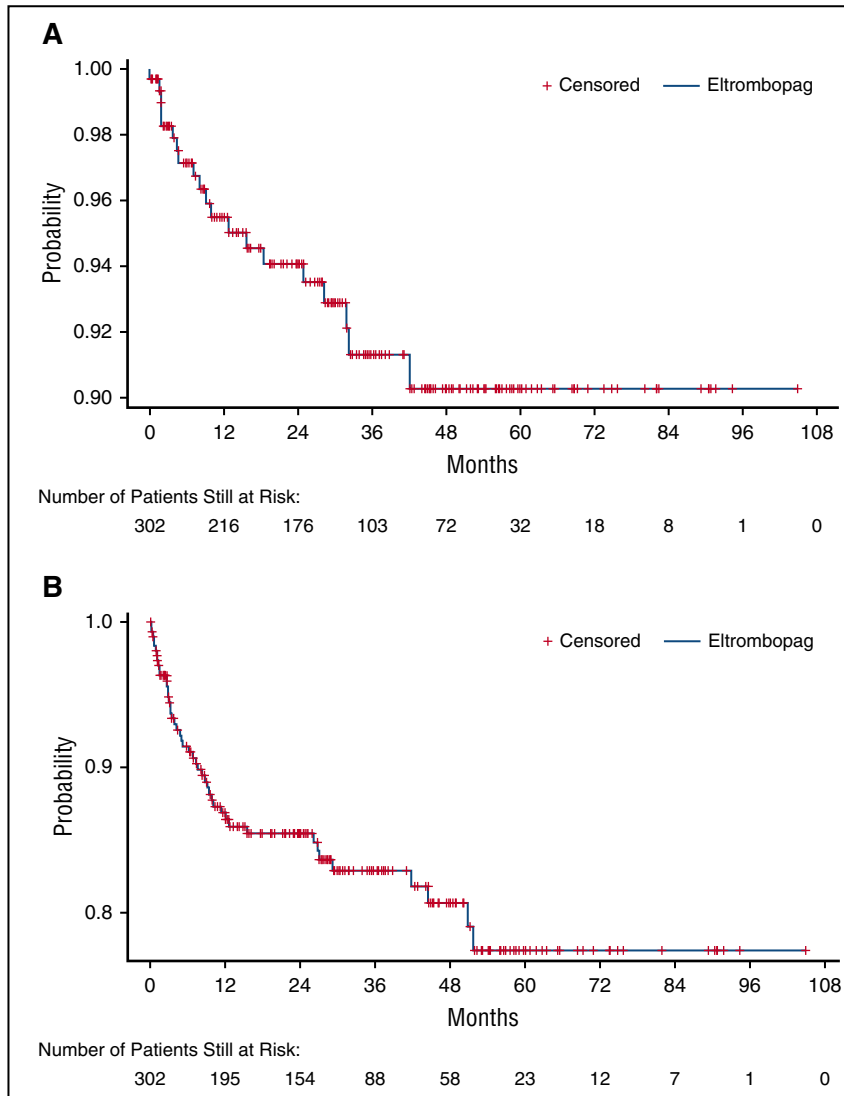 A
1.00
0.98
0.96
0.94
0.92
0.90
Probability
Censored Eltrombopag
0 12 24 36 48 60 72 84 96 108
Months
Number of Patients Still at Risk:
302 216 176 103 72 32 18 8 1 0
B
1.0
0.9
0.8
Probability
Censored Eltrombopag
0 12 24 36 48 60 72 84 96 108
Months
Number of Patients Still at Risk:
302 195 154 88 58 23 12 7 1 0